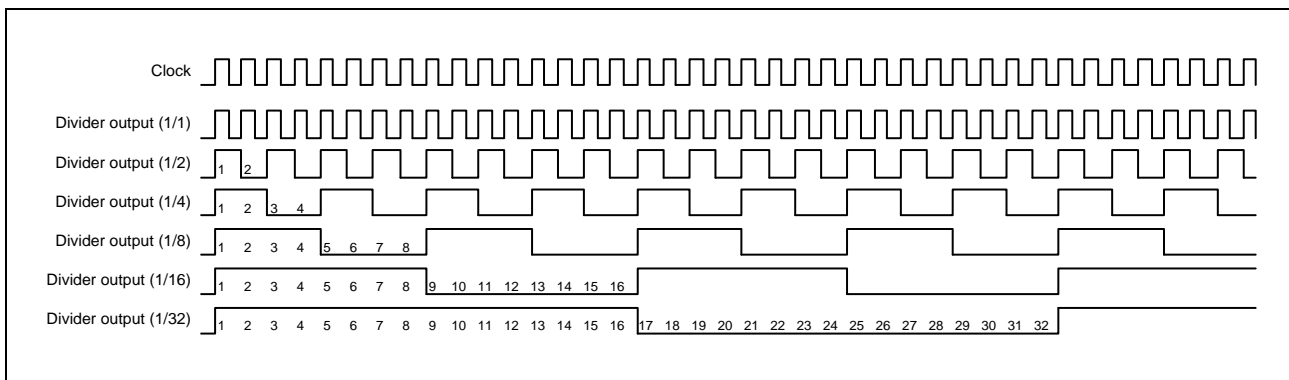 Clock
Divider output (1/1)
Divider output (1/2)
1 2
Divider output (1/4)
1 2 3 4
Divider output (1/8)
1 2 3 4 5 6 7 8
Divider output (1/16)
1 2 3 4 5 6 7 8 9 10 11 12 13 14 15 16
Divider output (1/32)
1 2 3 4 5 6 7 8 9 10 11 12 13 14 15 16 17 18 19 20 21 22 23 24 25 26 27 28 29 30 31 32